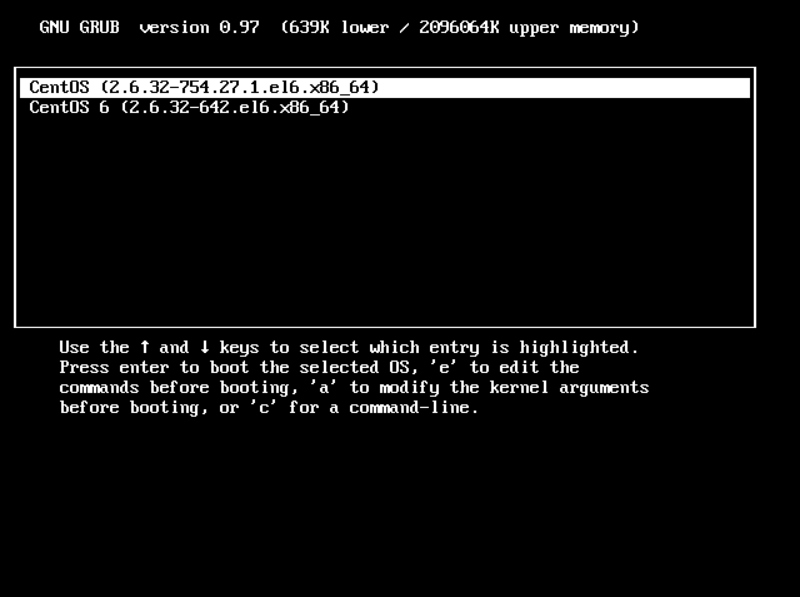 GNU GRUB  version 0.97  (639K lower / 2096064K upper memory)
CentOS (2.6.32-754.27.1.el6.x86_64)
CentOS 6 (2.6.32-642.el6.x86_64)
Use the ↑ and ↓ keys to select which entry is highlighted.
Press enter to boot the selected OS, 'e' to edit the
commands before booting, 'a' to modify the kernel arguments
before booting, or 'c' for a command-line.